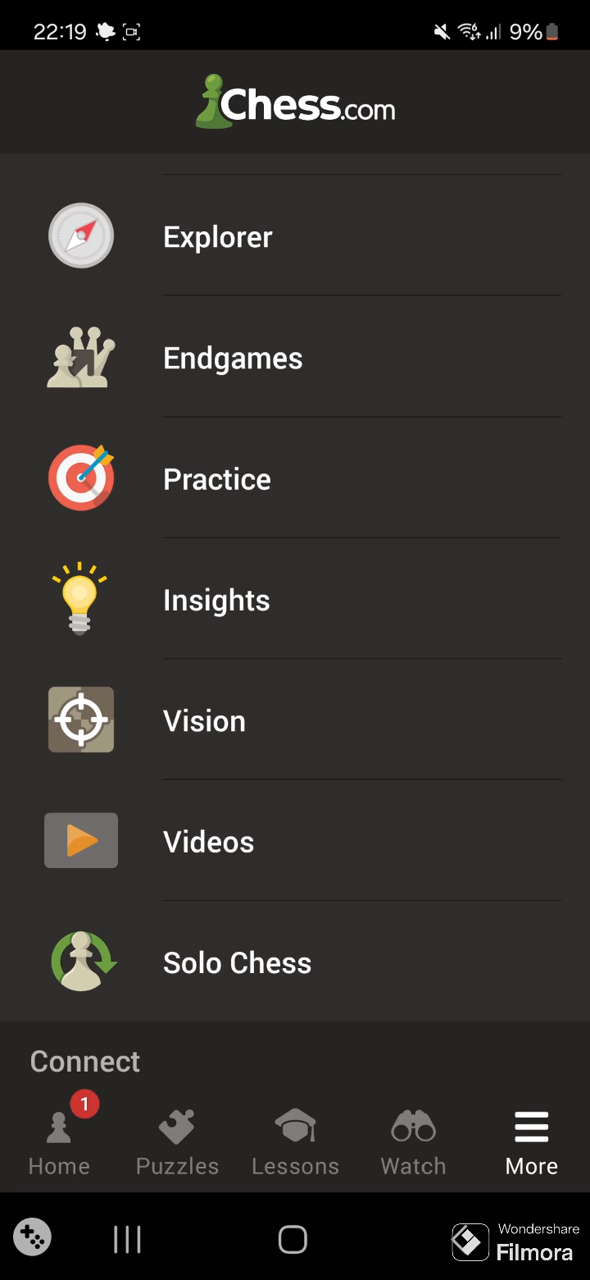 22:19 9%
Chess.com
Explorer
Endgames
Practice
Insights
Vision
Videos
Solo Chess
Connect
1
Home Puzzles Lessons Watch More
Wondershare
Filmora